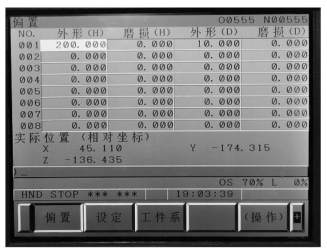 偏置 O0555 N00555
NO. 外形(H) 磨损(H) 外形(D) 磨损(D)
001 200.000 0.000 10.000 0.000
002 0.000 0.000 0.000 0.000
003 0.000 0.000 0.000 0.000
004 0.000 0.000 0.000 0.000
005 0.000 0.000 0.000 0.000
006 0.000 0.000 0.000 0.000
007 0.000 0.000 0.000 0.000
008 0.000 0.000 0.000 0.000
实际位置(相对坐标)
X 45.110 Y -174.315
Z -136.435
)_
OS 70% L 0%
HND STOP *** *** 19:03:39
偏置 设定 工件系 (操作) +